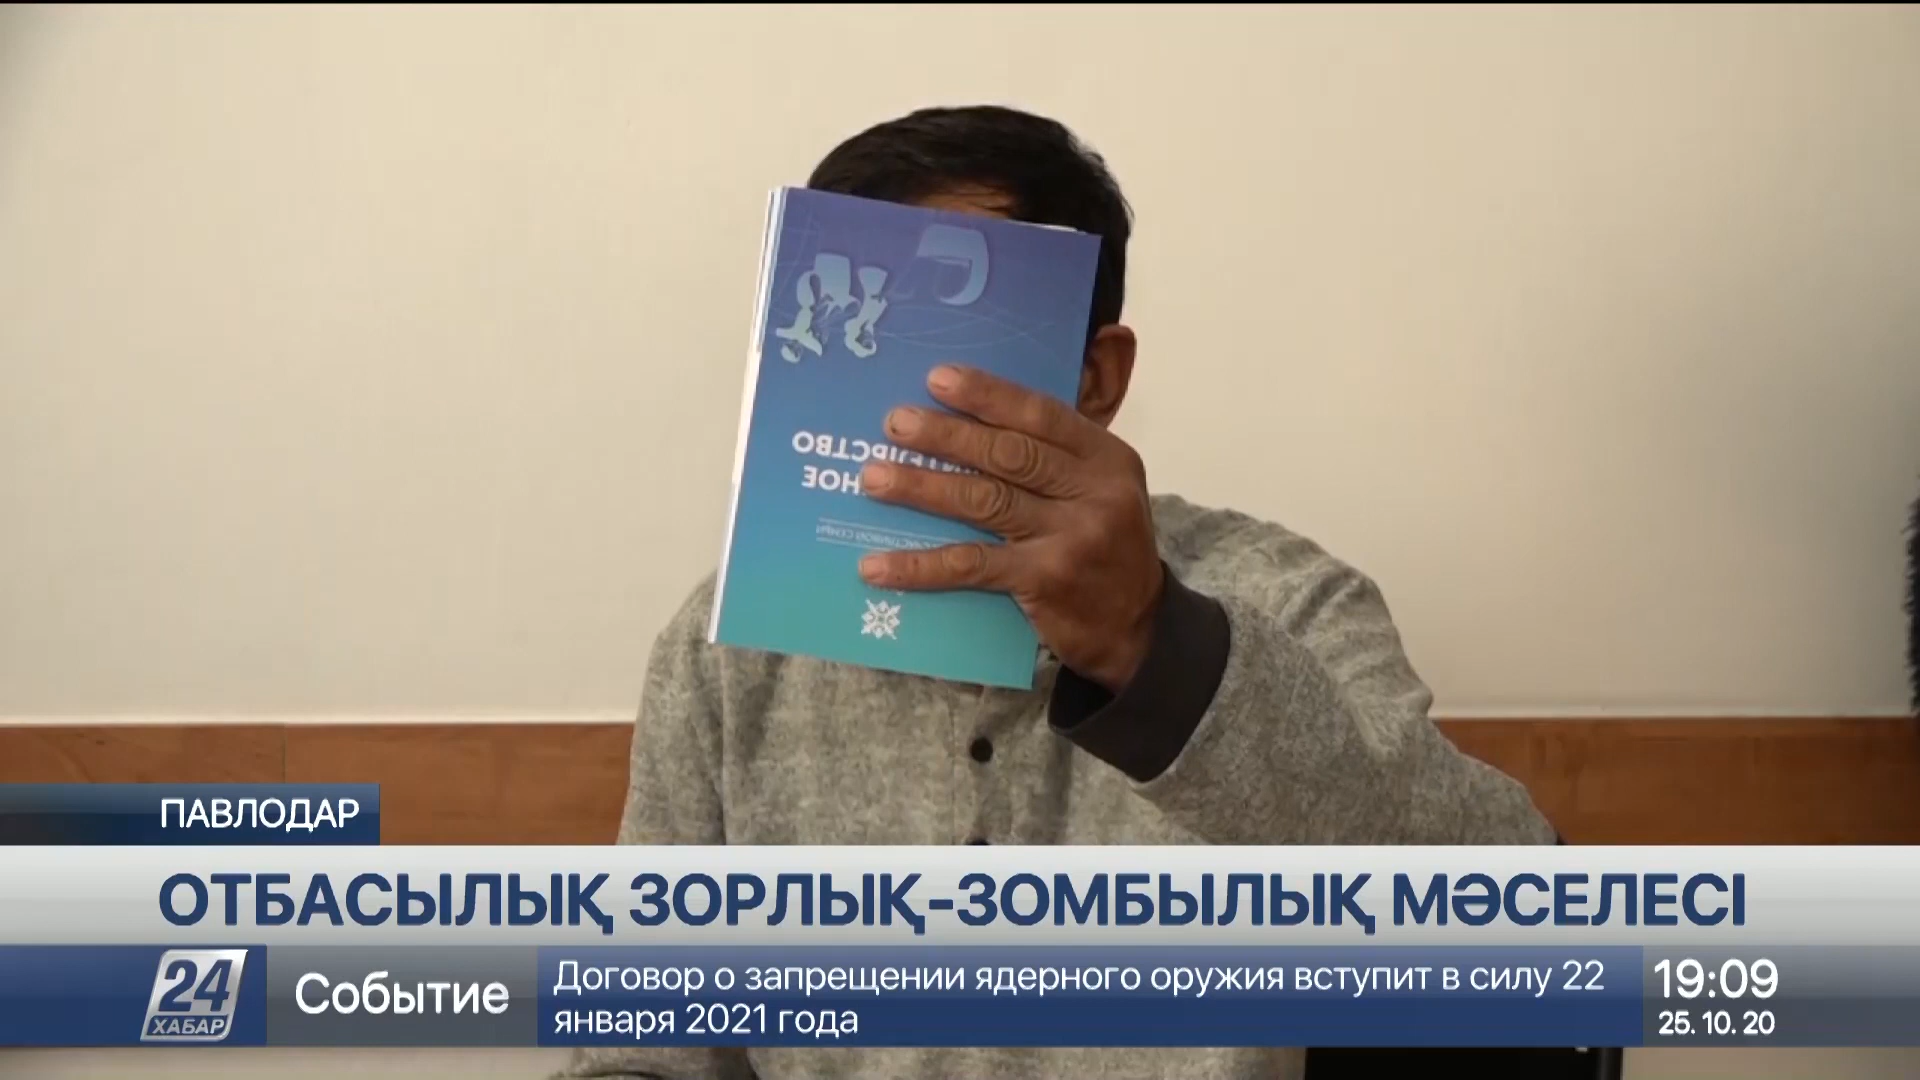 ПАВЛОДАР
ОТБАСЫЛЫҚ ЗОРЛЫҚ-ЗОМБЫЛЫҚ МӘСЕЛЕСІ
24
ХАБАР
Событие
Договор о запрещении ядерного оружия вступит в силу 22
января 2021 года
19:09
25. 10. 20